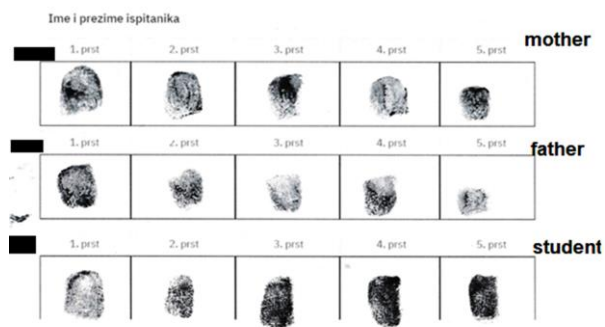 Ime i prezime ispitanika
mother
1. prst 2. prst 3. prst 4. prst 5. prst
father
1. prst 2. prst 3. prst 4. prst 5. prst
student
1. prst 2. prst 3. prst 4. prst 5. prst